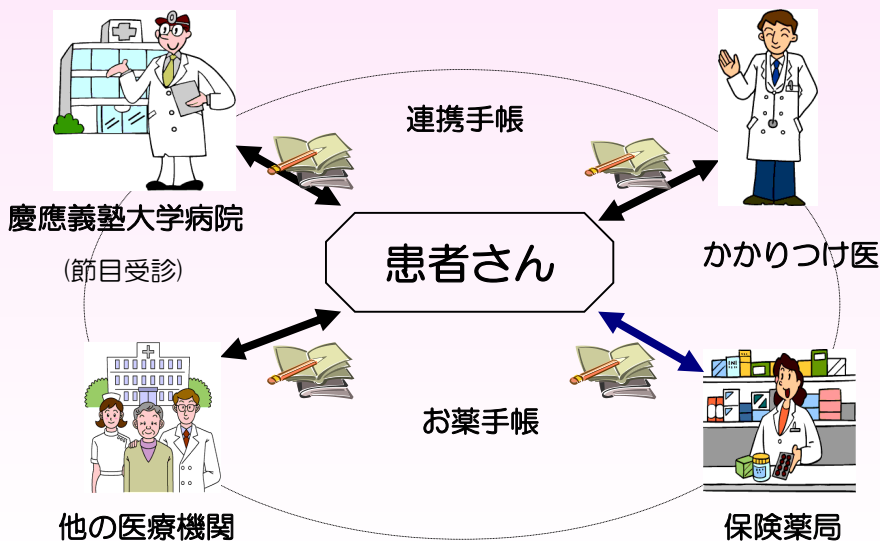 連携手帳
慶應義塾大学病院
(節目受診)
患者さん
かかりつけ医
お薬手帳
他の医療機関
保険薬局